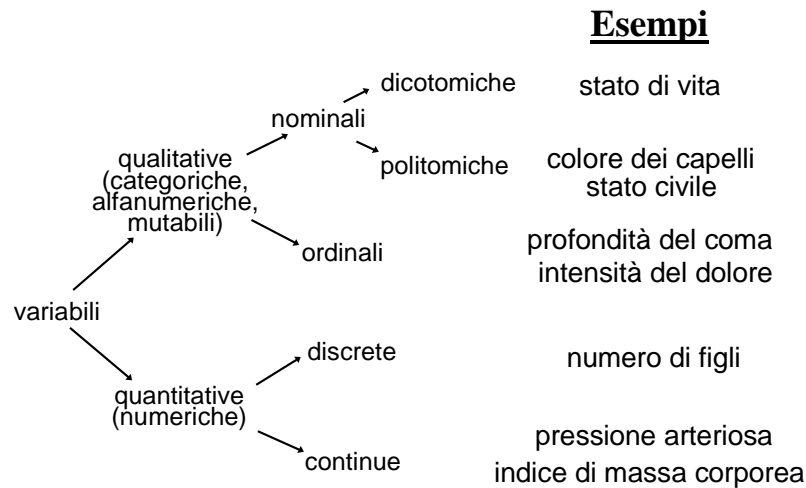 Esempi
dicotomiche
stato di vita
nominali
qualitative
(categoriche,
alfanumeriche,
mutabili)
politomiche
colore dei capelli
stato civile
ordinali
profondità del coma
intensità del dolore
variabili
discrete
numero di figli
quantitative
(numeriche)
continue
pressione arteriosa
indice di massa corporea